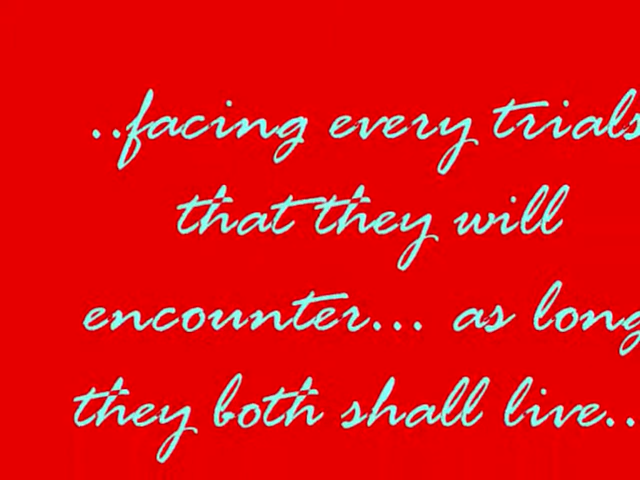 ..facing every trials
that they will
encounter... as long
they both shall live..